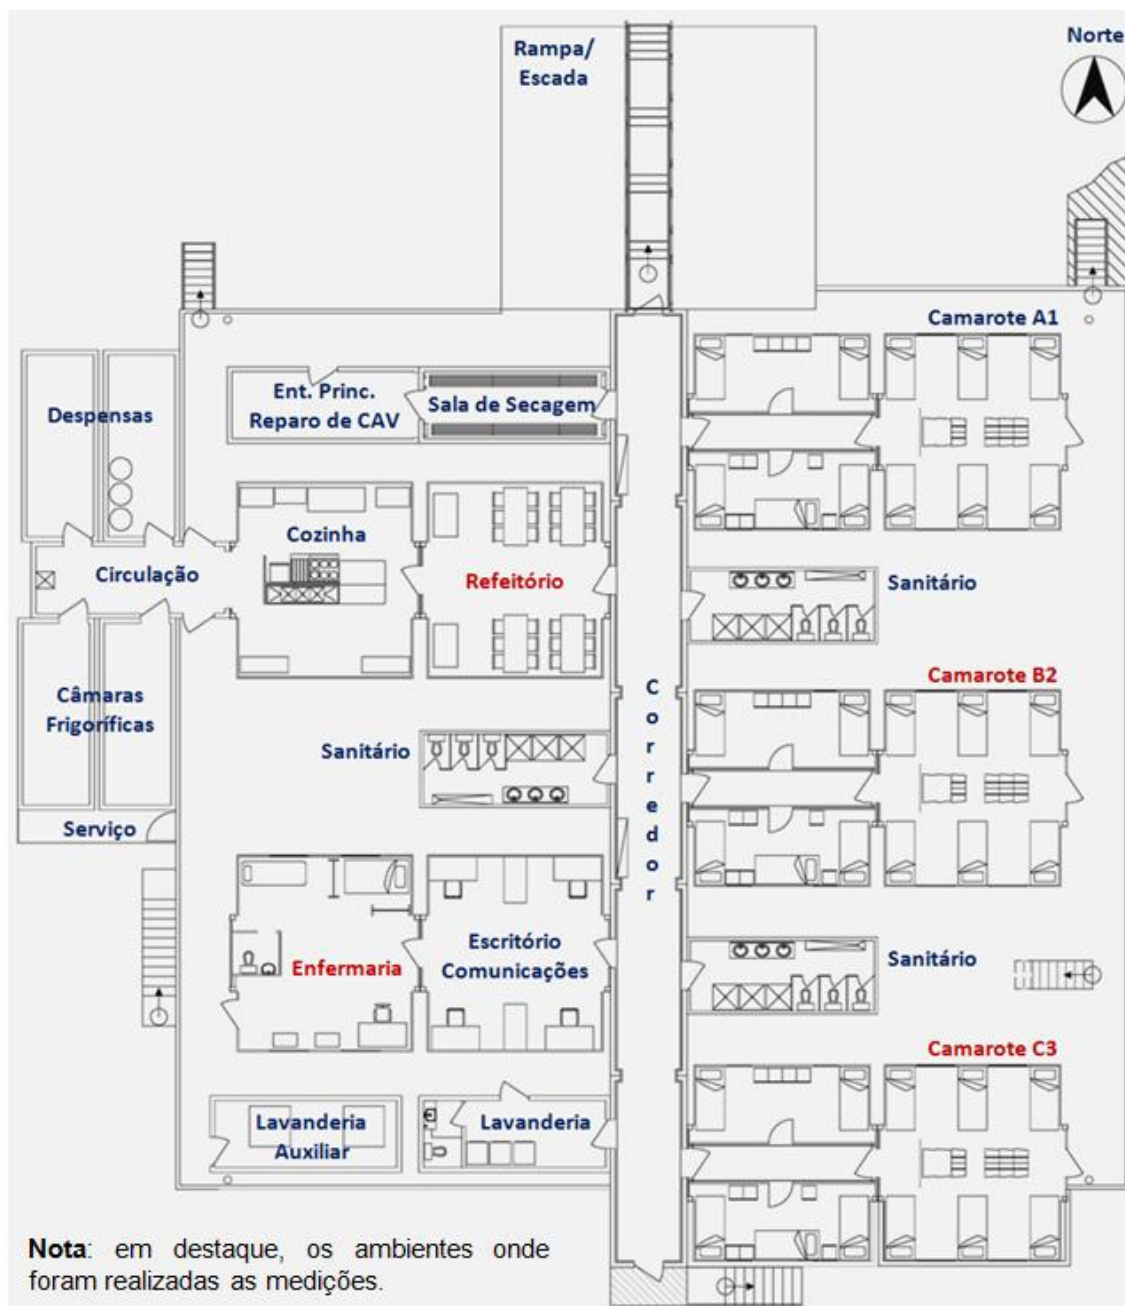 Rampa/
Escada
Norte
Camarote A1
Ent. Princ.
Reparo de CAV
Sala de Secagem
Despensas
Cozinha
Circulação
Refeitório
Sanitário
Camarote B2
Câmaras
Frigoríficas
Corredor
Sanitário
Serviço
Enfermaria
Escritório
Comunicações
Sanitário
Camarote C3
Lavanderia
Auxiliar
Lavanderia
Nota: em destaque, os ambientes onde
foram realizadas as medições.